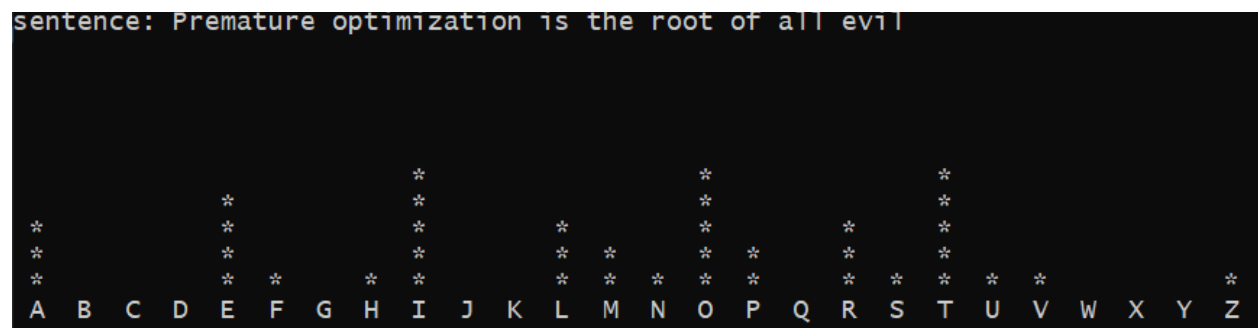 sentence: Premature optimization is the root of all evil
* * *
* * * *
* * * * * * *
* * * * * * * * *
* * * * * * * * * * * * * * * *
A B C D E F G H I J K L M N O P Q R S T U V W X Y Z